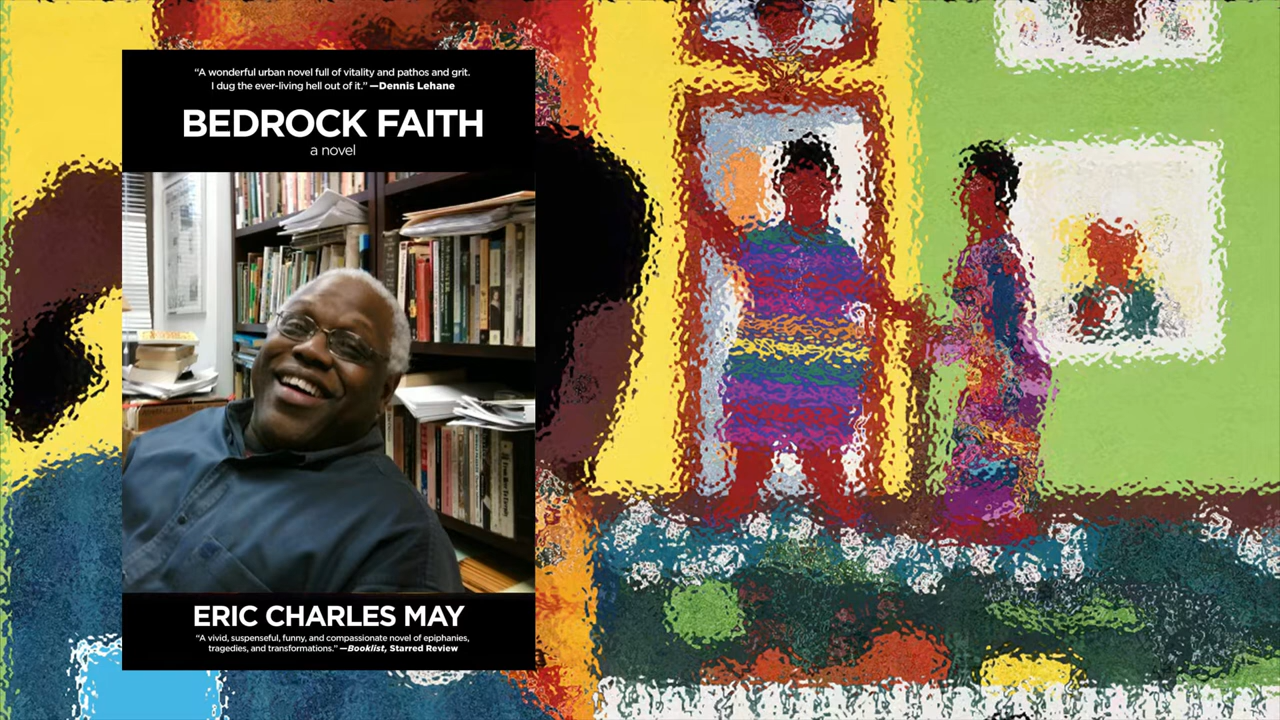 “A wonderful urban novel full of vitality and pathos and grit.
I dug the ever-living hell out of it.” —Dennis Lehane
BEDROCK FAITH
a novel
ERIC CHARLES MAY
“A vivid, suspenseful, funny, and compassionate novel of epiphanies,
tragedies, and transformations.” —Booklist, Starred Review